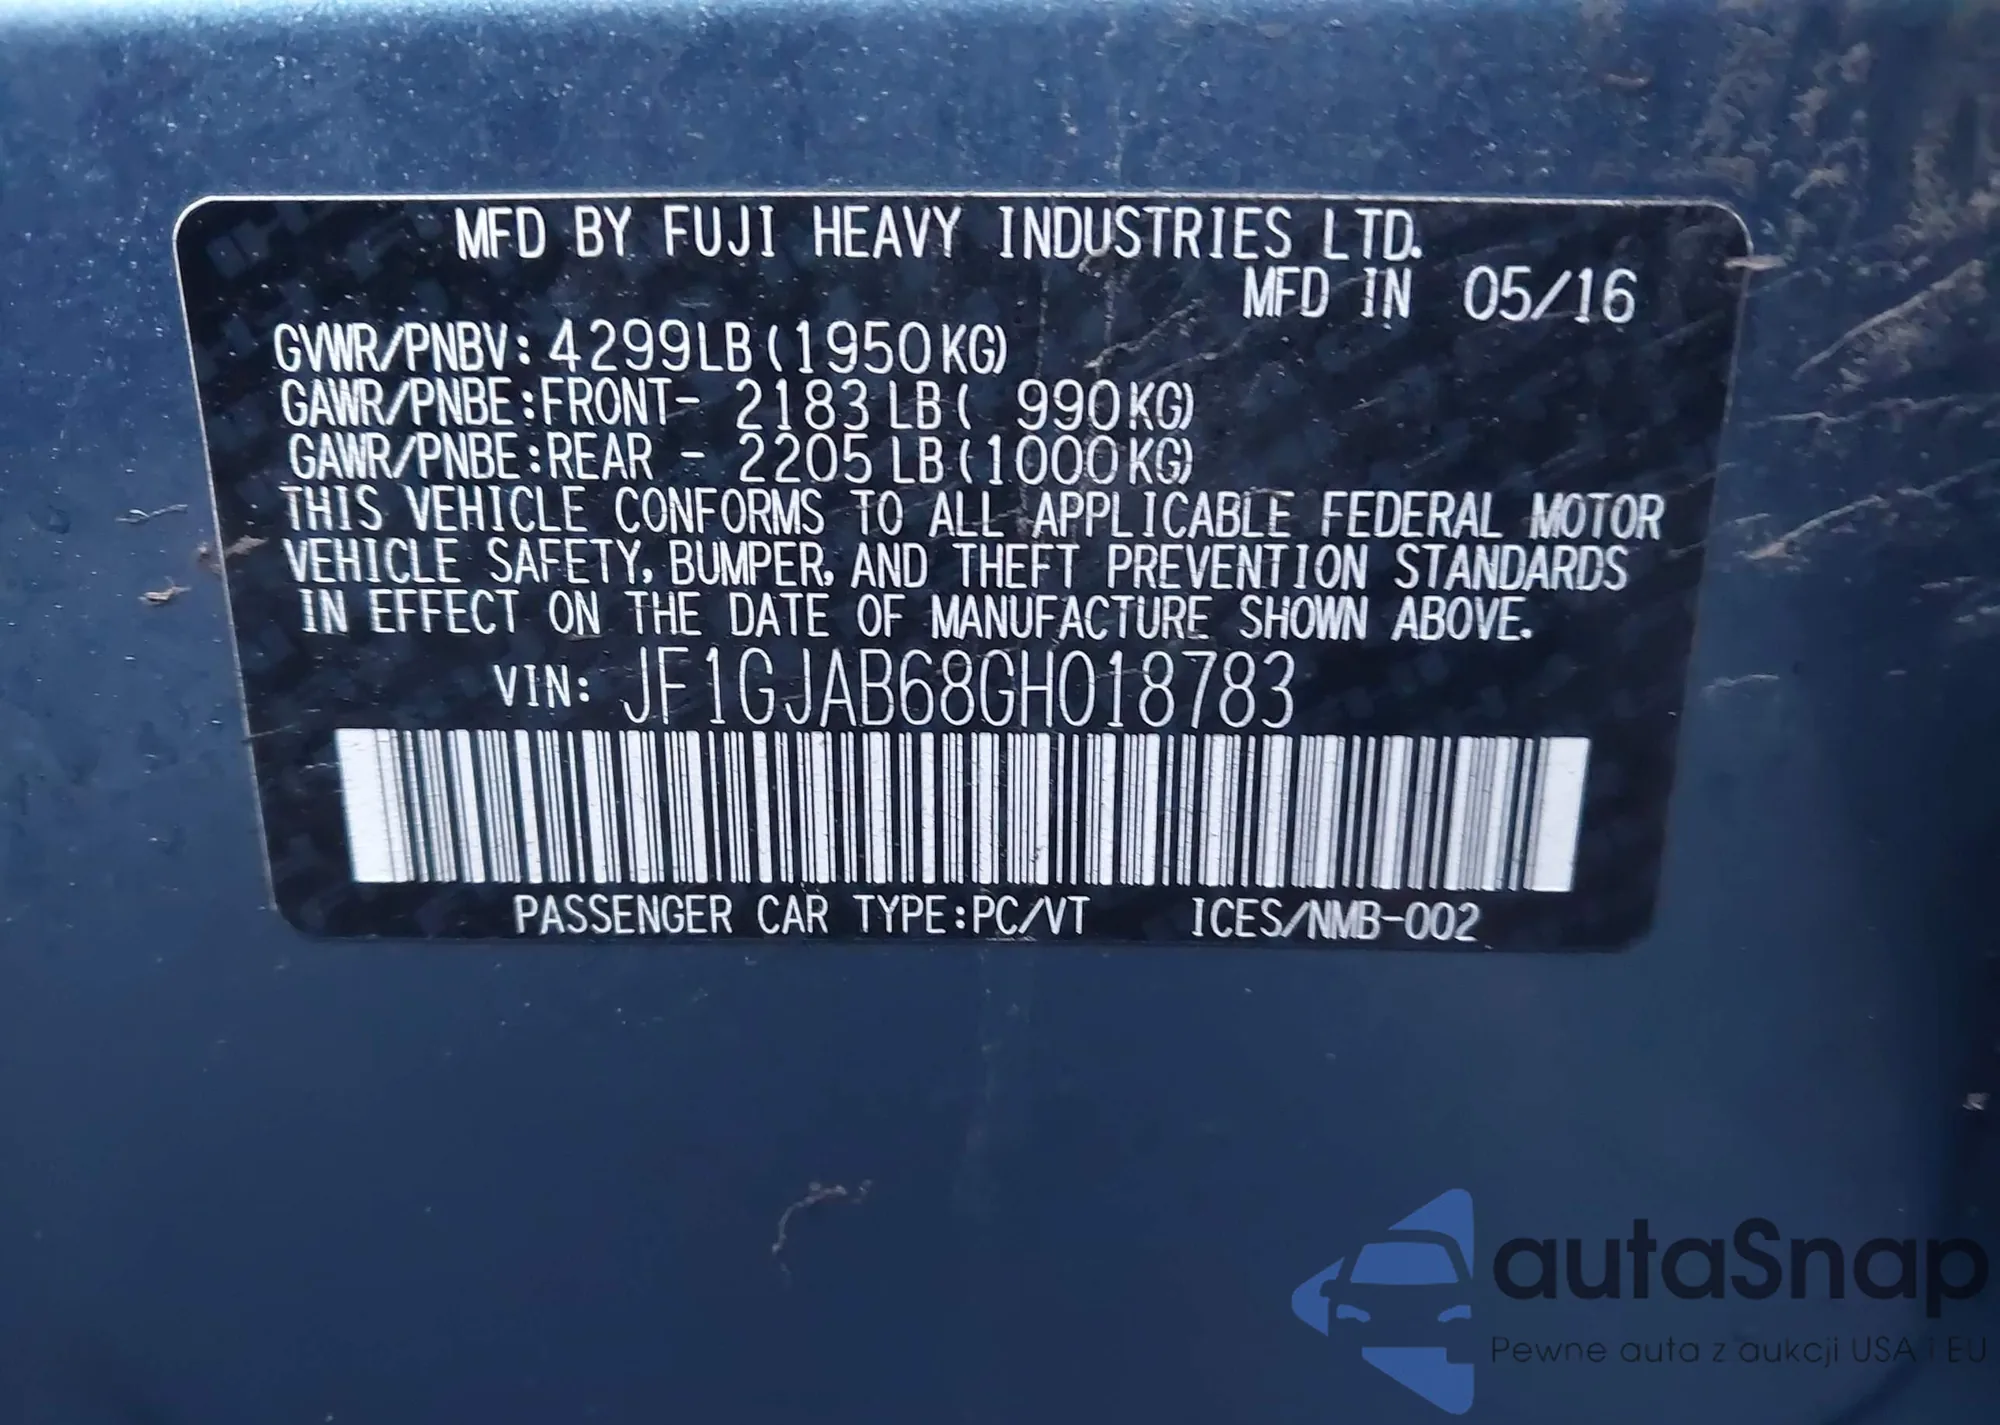 MFD BY FUJI HEAVY INDUSTRIES LTD.
MFD IN 05/16
GVWR/PNBV: 4299LB(1950KG)
GAWR/PNBE:FRONT- 2183LB( 990KG)
GAWR/PNBE:REAR - 2205LB(1000KG)
THIS VEHICLE CONFORMS TO ALL APPLICABLE FEDERAL MOTOR
VEHICLE SAFETY, BUMPER, AND THEFT PREVENTION STANDARDS
IN EFFECT ON THE DATE OF MANUFACTURE SHOWN ABOVE.
VIN: JF1GJAB68GH018783
PASSENGER CAR TYPE:PC/VT ICES/NMB-002
autaSnap
Pewne auta z aukcji USA i EU